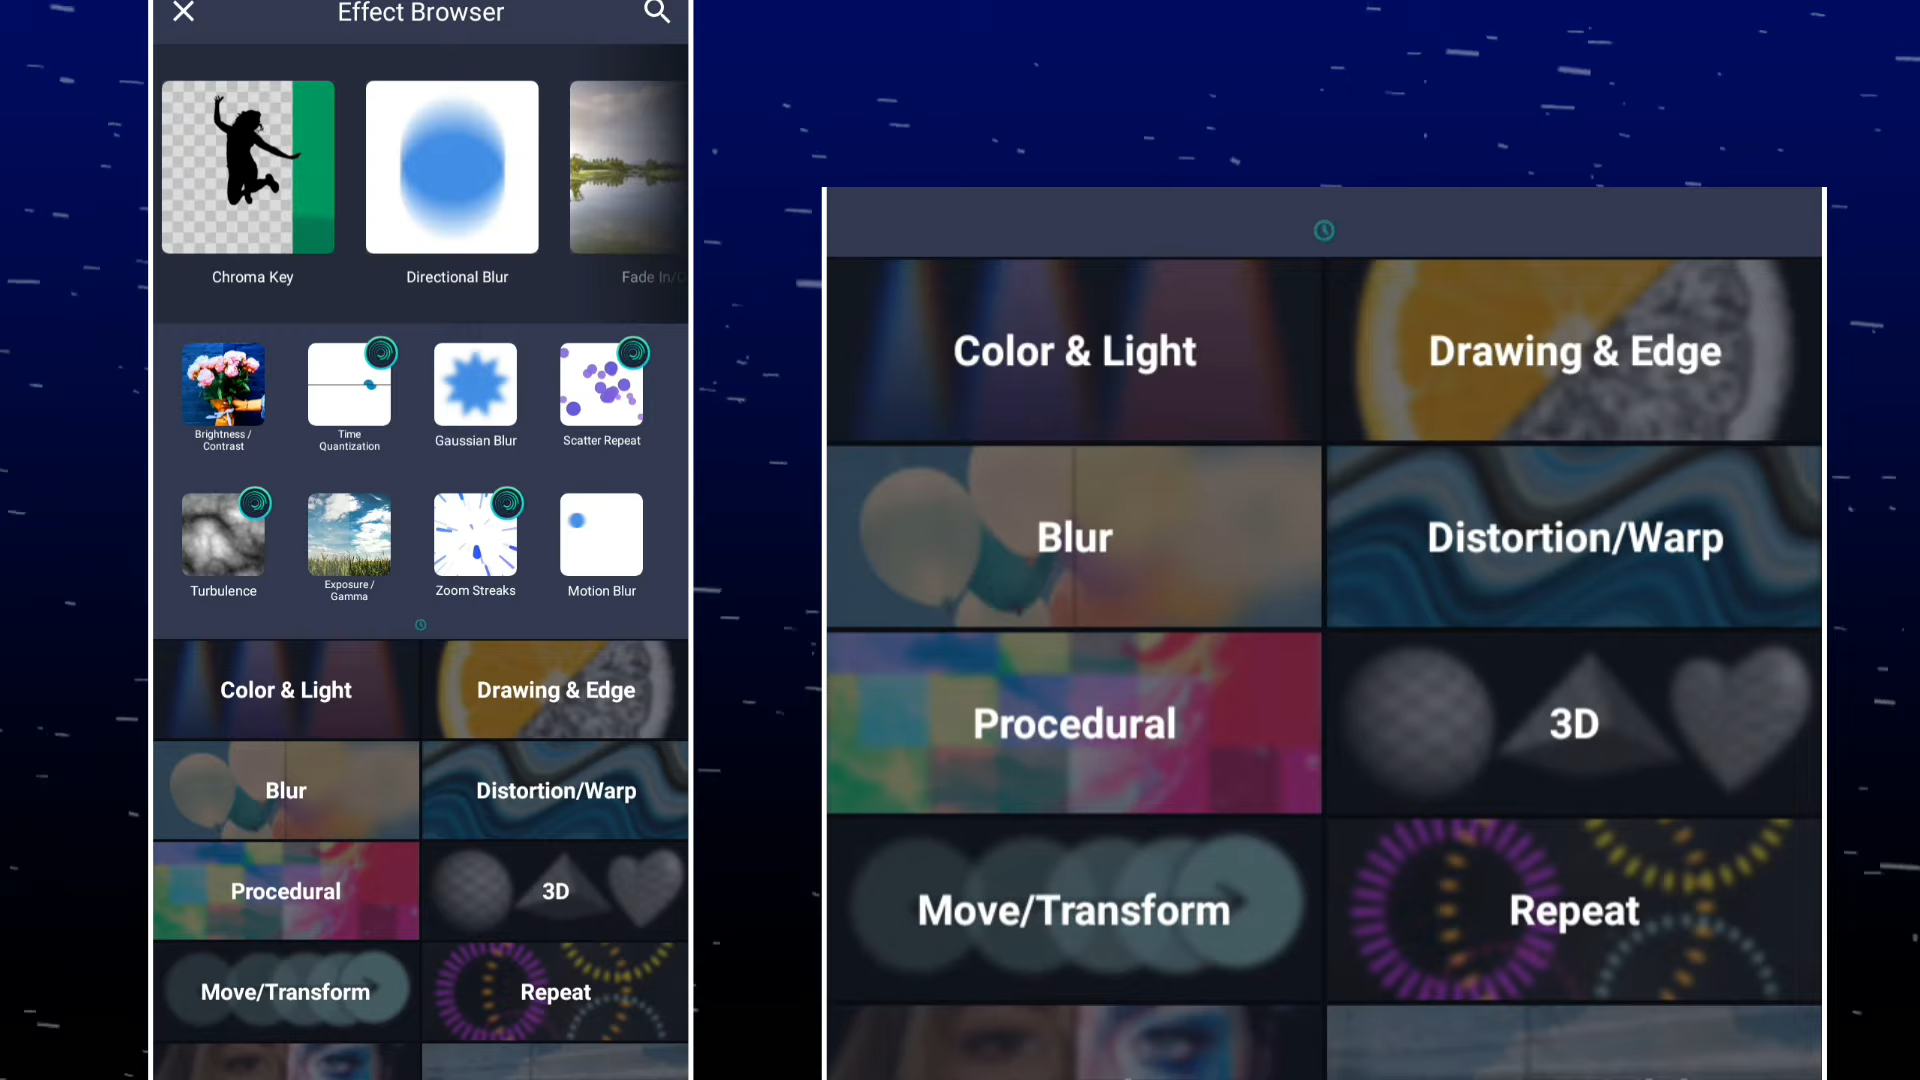 Effect Browser
Chroma Key
Directional Blur
Fade In/O
Brightness /
Contrast
Time
Quantization
Gaussian Blur
Scatter Repeat
Turbulence
Exposure /
Gamma
Zoom Streaks
Motion Blur
Color & Light
Drawing & Edge
Blur
Distortion/Warp
Procedural
3D
Move/Transform
Repeat
Color & Light
Drawing & Edge
Blur
Distortion/Warp
Procedural
3D
Move/Transform
Repeat